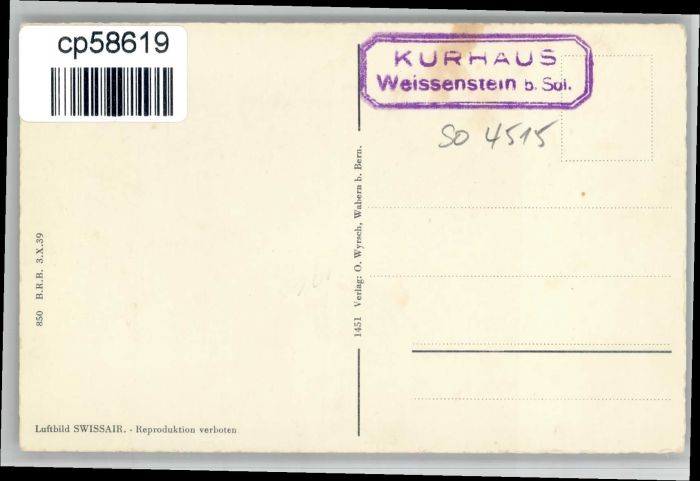 cp58619
KURHAUS
Weissenstein b. Sol.
SO 4515
850 B.R.B. 3.X.39
1451 Verlag: O. Wyrsch, Wabern b. Bern.
Luftbild SWISSAIR. - Reproduktion verboten